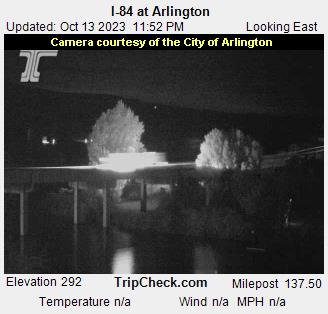 I-84 at Arlington
Updated: Oct 13 2023 11:52 PM Looking East
Camera courtesy of the City of Arlington
Elevation 292 TripCheck.com Milepost 137.50
Temperature n/a Wind n/a MPH n/a